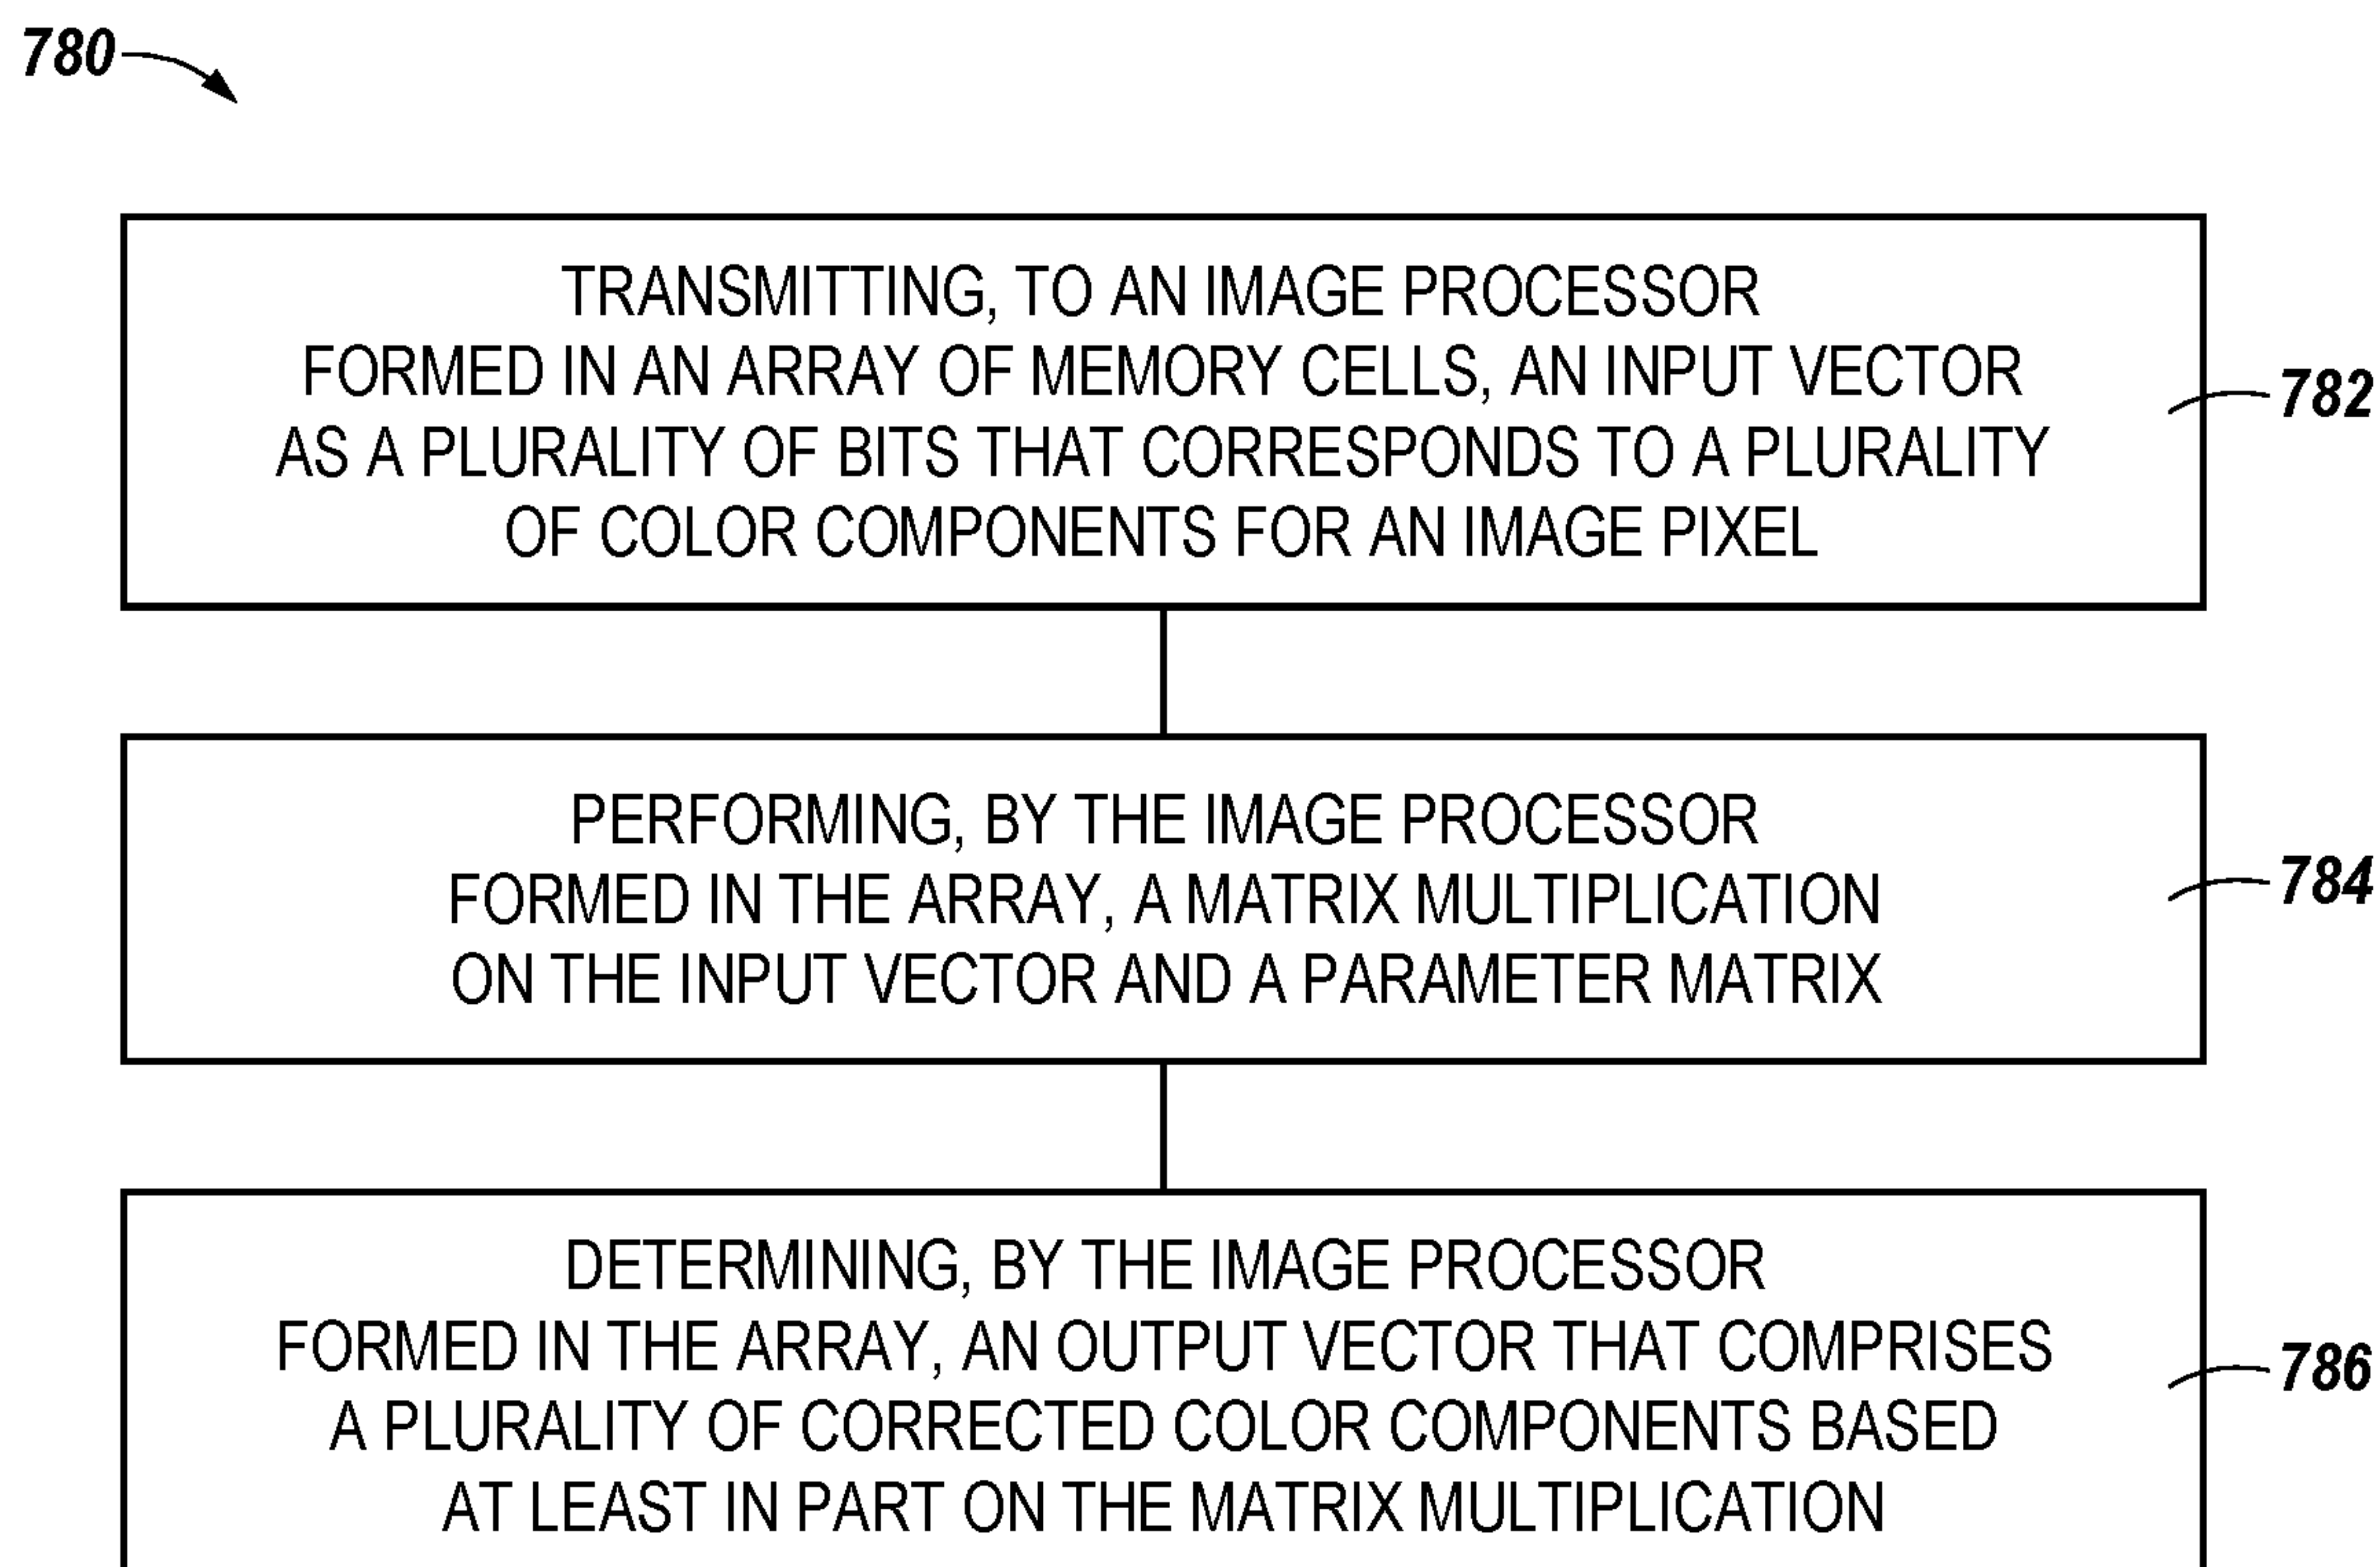 780
TRANSMITTING, TO AN IMAGE PROCESSOR
FORMED IN AN ARRAY OF MEMORY CELLS, AN INPUT VECTOR
AS A PLURALITY OF BITS THAT CORRESPONDS TO A PLURALITY
OF COLOR COMPONENTS FOR AN IMAGE PIXEL
782
PERFORMING, BY THE IMAGE PROCESSOR
FORMED IN THE ARRAY, A MATRIX MULTIPLICATION
ON THE INPUT VECTOR AND A PARAMETER MATRIX
784
DETERMINING, BY THE IMAGE PROCESSOR
FORMED IN THE ARRAY, AN OUTPUT VECTOR THAT COMPRISES
A PLURALITY OF CORRECTED COLOR COMPONENTS BASED
AT LEAST IN PART ON THE MATRIX MULTIPLICATION
786